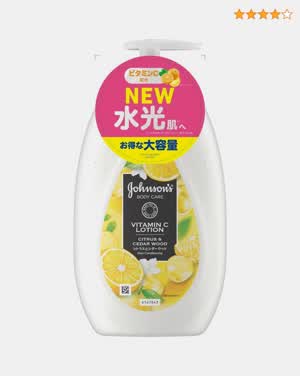 ビタミンC
配合
NEW
水光肌へ
お得な大容量
Johnson's
BODY CARE
VITAMIN C
LOTION
CITRUS &
CEDAR WOOD